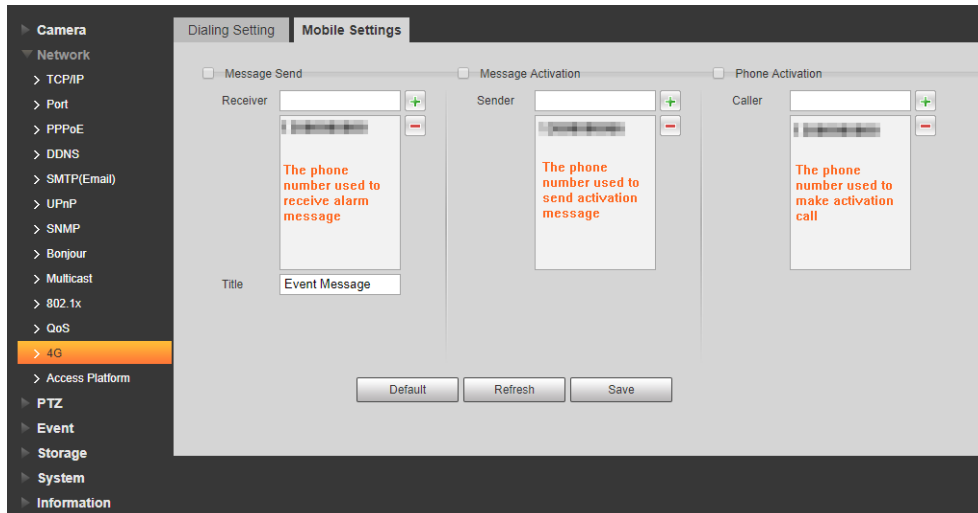 Camera
Network
TCP/IP
Port
PPPoE
DDNS
SMTP(Email)
UPnP
SNMP
Bonjour
Multicast
802.1x
QoS
4G
Access Platform
PTZ
Event
Storage
System
Information
Dialing Setting Mobile Settings
Message Send
Receiver
The phone
number used to
receive alarm
message
Title Event Message
Message Activation
Sender
The phone
number used to
send activation
message
Phone Activation
Caller
The phone
number used to
make activation
call
Default Refresh Save